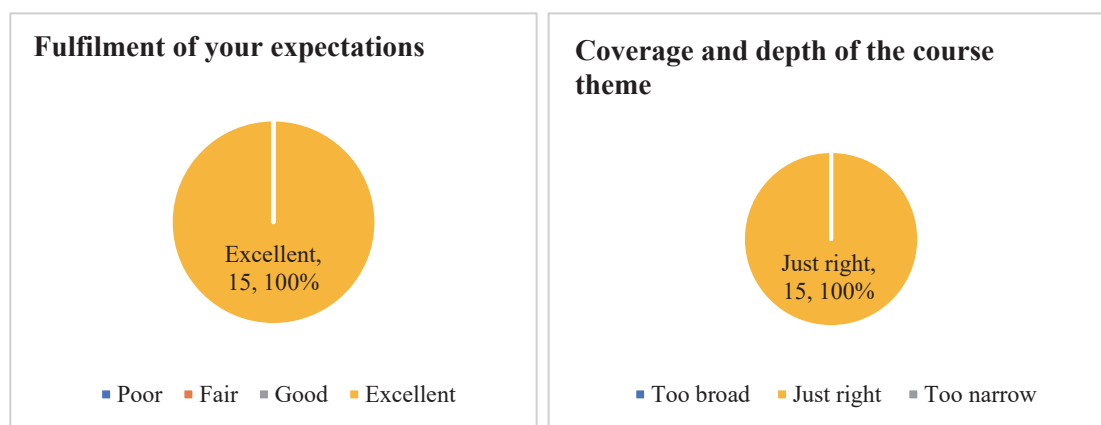 Fulfilment of your expectations
Excellent,
15, 100%
Poor Fair Good Excellent
Coverage and depth of the course
theme
Just right,
15, 100%
Too broad Just right Too narrow